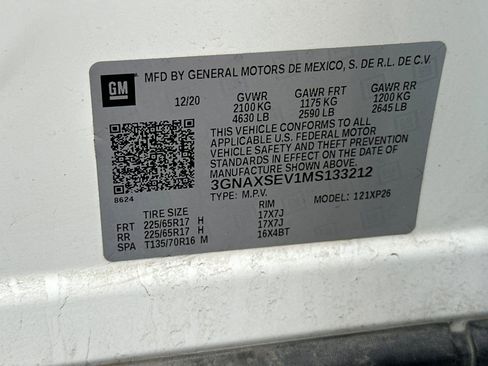 GM
MFD BY GENERAL MOTORS DE MEXICO, S. DE R.L. DE C.V.
12/20 GVWR GAWR FRT GAWR RR
2100 KG 1175 KG 1200 KG
4630 LB 2590 LB 2645 LB
THIS VEHICLE CONFORMS TO ALL
APPLICABLE U.S. FEDERAL MOTOR
VEHICLE SAFETY AND THEFT
PREVENTION STANDARDS IN
EFFECT ON THE DATE OF
MANUFACTURE SHOWN ABOVE.
3GNAXSEV1MS133212
8624 TYPE: M.P.V. MODEL: 121XP26
TIRE SIZE RIM
FRT 225/65R17 H 17X7J
RR 225/65R17 H 17X7J
SPA T135/70R16 M 16X4BT